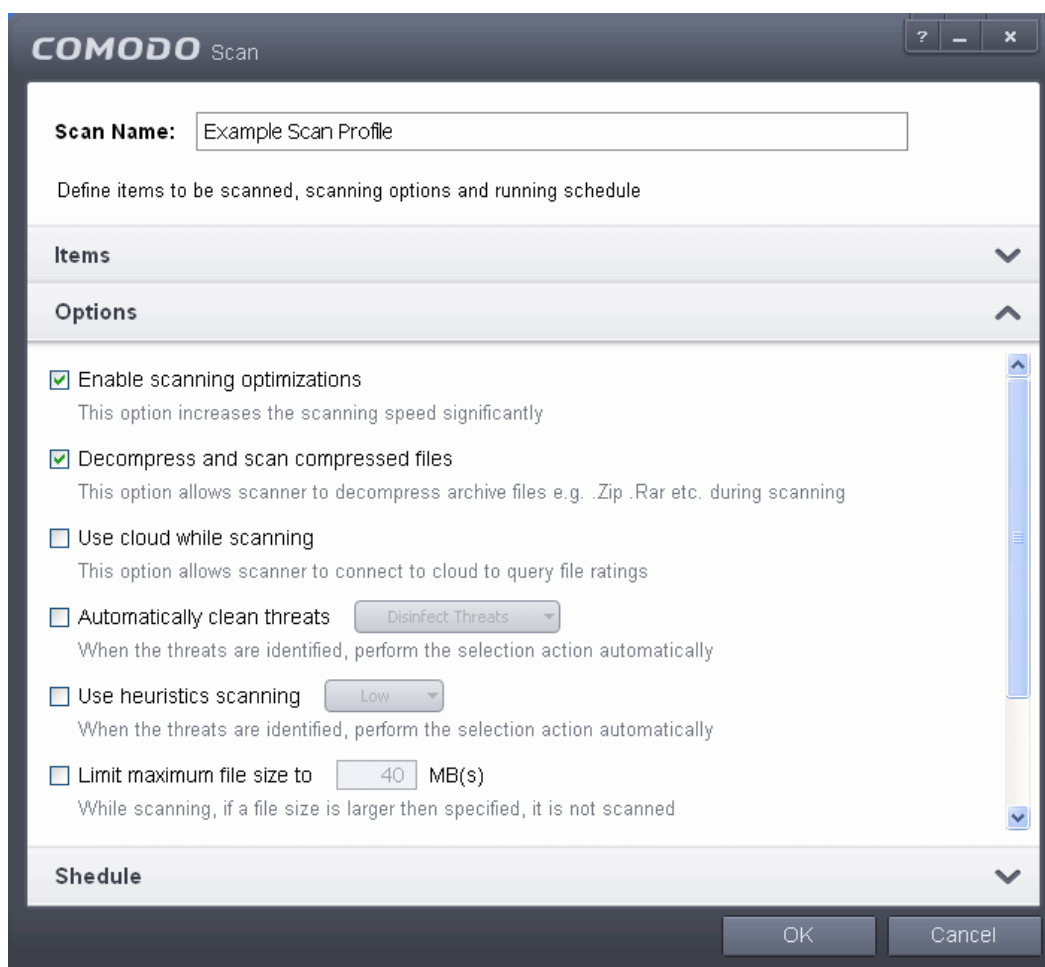 COMODO Scan
? – x
Scan Name: Example Scan Profile
Define items to be scanned, scanning options and running schedule
Items
Options
Enable scanning optimizations
This option increases the scanning speed significantly
Decompress and scan compressed files
This option allows scanner to decompress archive files e.g. .Zip .Rar etc. during scanning
Use cloud while scanning
This option allows scanner to connect to cloud to query file ratings
Automatically clean threats Disinfect Threats
When the threats are identified, perform the selection action automatically
Use heuristics scanning Low
When the threats are identified, perform the selection action automatically
Limit maximum file size to 40 MB(s)
While scanning, if a file size is larger then specified, it is not scanned
Shedule
OK Cancel